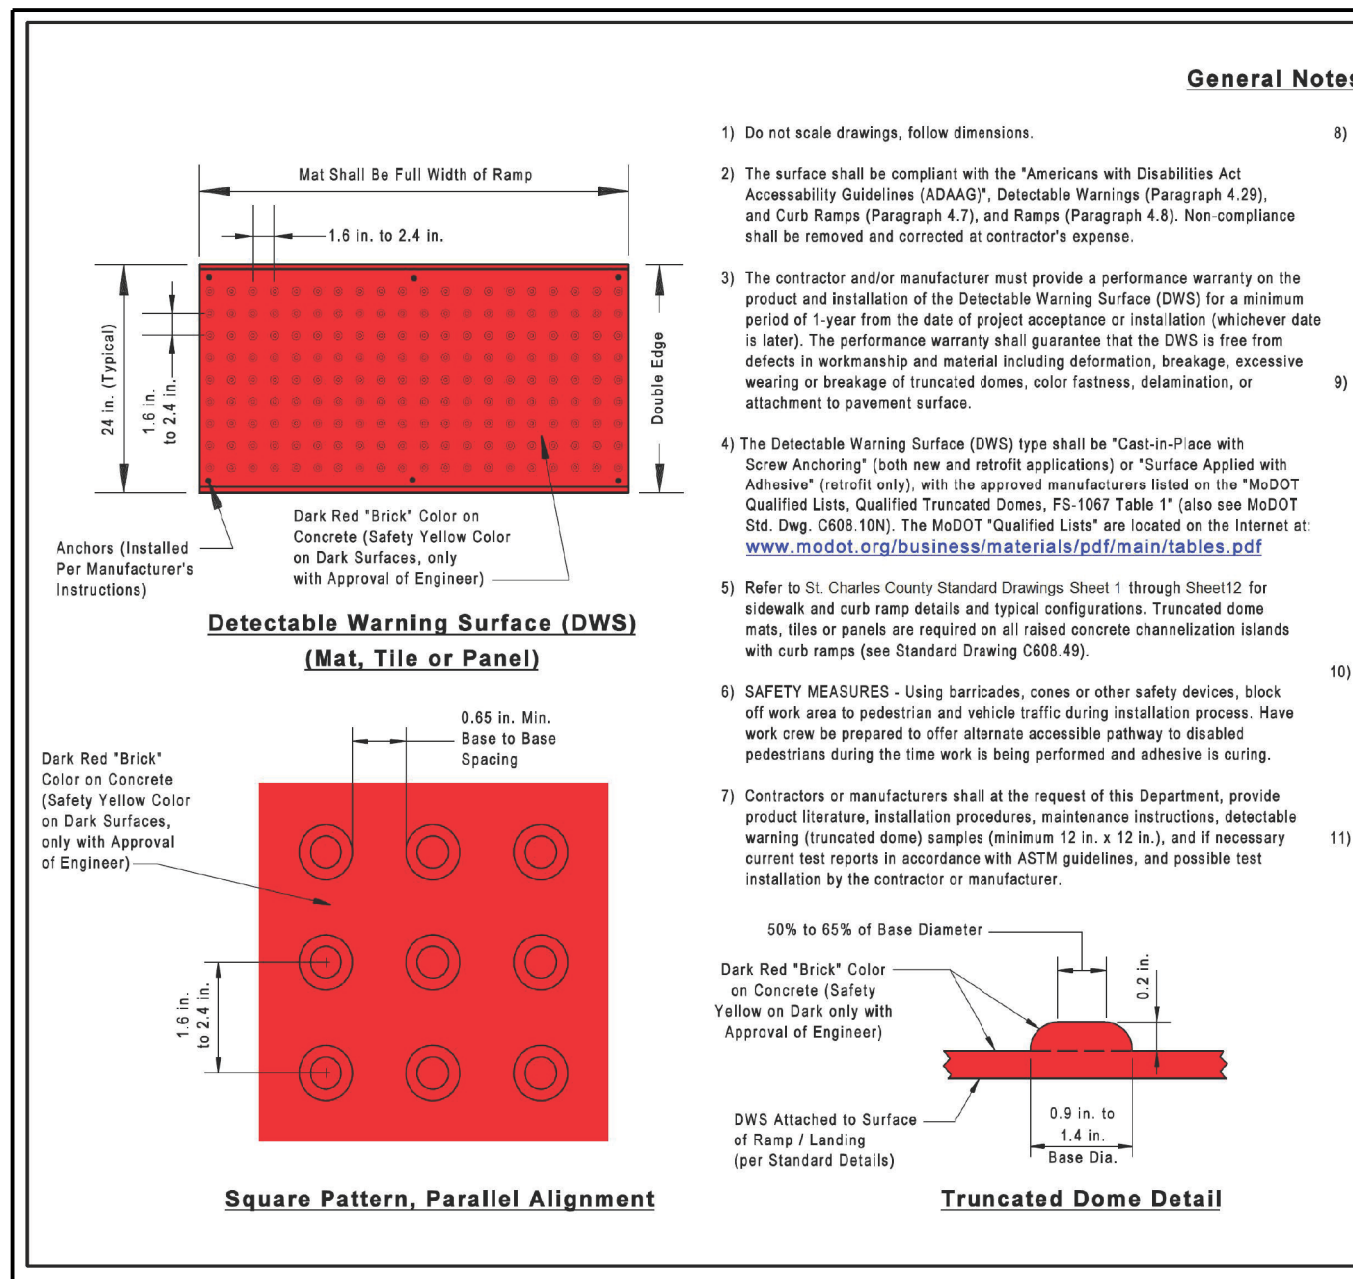 General Notes
Mat Shall Be Full Width of Ramp
1.6 in. to 2.4 in.
24 in. (Typical)
1.6 in.
to 2.4 in.
Double Edge
Anchors (Installed
Per Manufacturer's
Instructions)
Dark Red "Brick" Color on
Concrete (Safety Yellow Color
on Dark Surfaces, only
with Approval of Engineer)
Detectable Warning Surface (DWS)
(Mat, Tile or Panel)
0.65 in. Min.
Base to Base
Spacing
Dark Red "Brick"
Color on Concrete
(Safety Yellow Color
on Dark Surfaces,
only with Approval
of Engineer)
1.6 in.
to 2.4 in.
Square Pattern, Parallel Alignment
1) Do not scale drawings, follow dimensions.
2) The surface shall be compliant with the "Americans with Disabilities Act
Accessability Guidelines (ADAAG)", Detectable Warnings (Paragraph 4.29),
and Curb Ramps (Paragraph 4.7), and Ramps (Paragraph 4.8). Non-compliance
shall be removed and corrected at contractor's expense.
3) The contractor and/or manufacturer must provide a performance warranty on the
product and installation of the Detectable Warning Surface (DWS) for a minimum
period of 1-year from the date of project acceptance or installation (whichever date
is later). The performance warranty shall guarantee that the DWS is free from
defects in workmanship and material including deformation, breakage, excessive
wearing or breakage of truncated domes, color fastness, delamination, or
attachment to pavement surface.
4) The Detectable Warning Surface (DWS) type shall be "Cast-in-Place with
Screw Anchoring" (both new and retrofit applications) or "Surface Applied with
Adhesive" (retrofit only), with the approved manufacturers listed on the "MoDOT
Qualified Lists, Qualified Truncated Domes, FS-1067 Table 1" (also see MoDOT
Std. Dwg. C608.10N). The MoDOT "Qualified Lists" are located on the Internet at:
www.modot.org/business/materials/pdf/main/tables.pdf
5) Refer to St. Charles County Standard Drawings Sheet 1 through Sheet12 for
sidewalk and curb ramp details and typical configurations. Truncated dome
mats, tiles or panels are required on all raised concrete channelization islands
with curb ramps (see Standard Drawing C608.49).
6) SAFETY MEASURES - Using barricades, cones or other safety devices, block
off work area to pedestrian and vehicle traffic during installation process. Have
work crew be prepared to offer alternate accessible pathway to disabled
pedestrians during the time work is being performed and adhesive is curing.
7) Contractors or manufacturers shall at the request of this Department, provide
product literature, installation procedures, maintenance instructions, detectable
warning (truncated dome) samples (minimum 12 in. x 12 in.), and if necessary
current test reports in accordance with ASTM guidelines, and possible test
installation by the contractor or manufacturer.
50% to 65% of Base Diameter
Dark Red "Brick" Color
on Concrete (Safety
Yellow on Dark only with
Approval of Engineer)
0.2 in.
DWS Attached to Surface
of Ramp / Landing
(per Standard Details)
0.9 in. to
1.4 in.
Base Dia.
Truncated Dome Detail
8)
9)
10)
11)